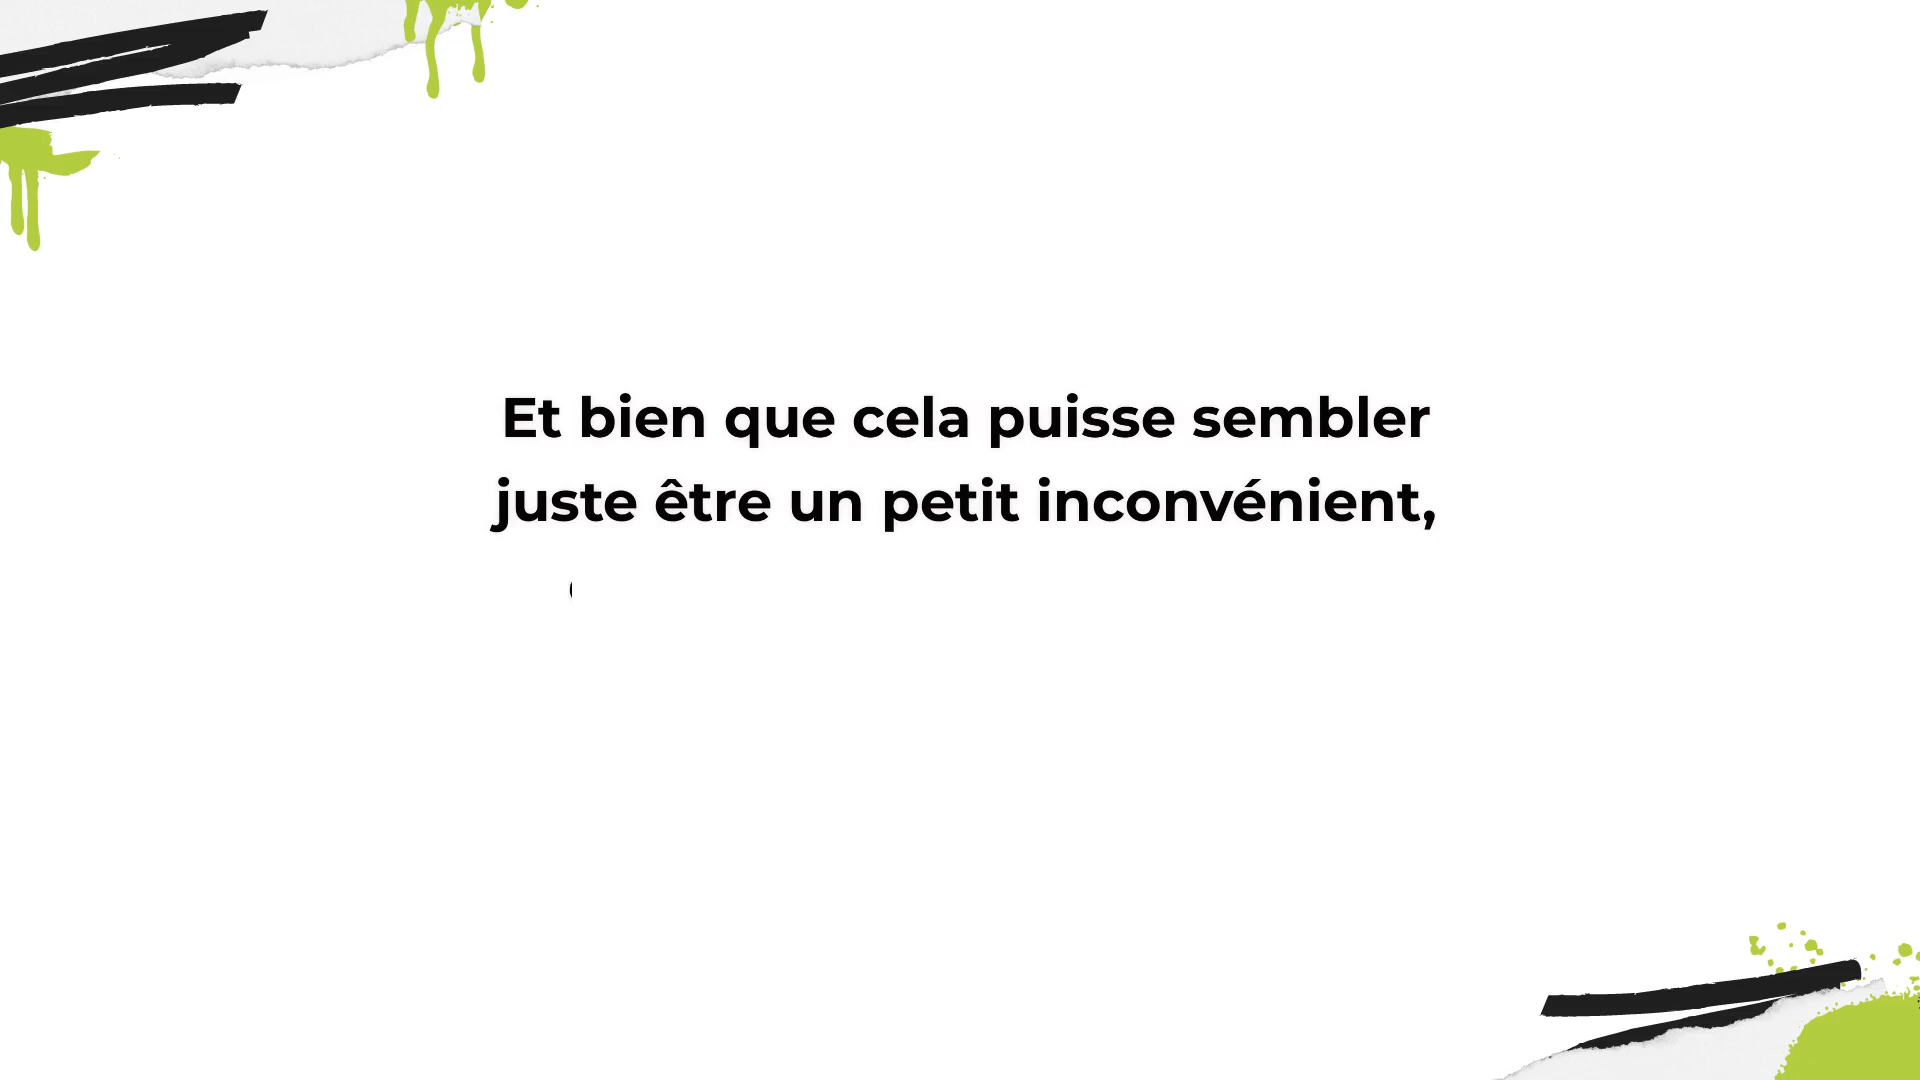 Et bien que cela puisse sembler
juste être un petit inconvénient,